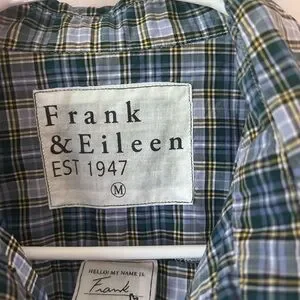 Frank
& Eileen
EST 1947
M
HELLO! MY NAME IS
Frank